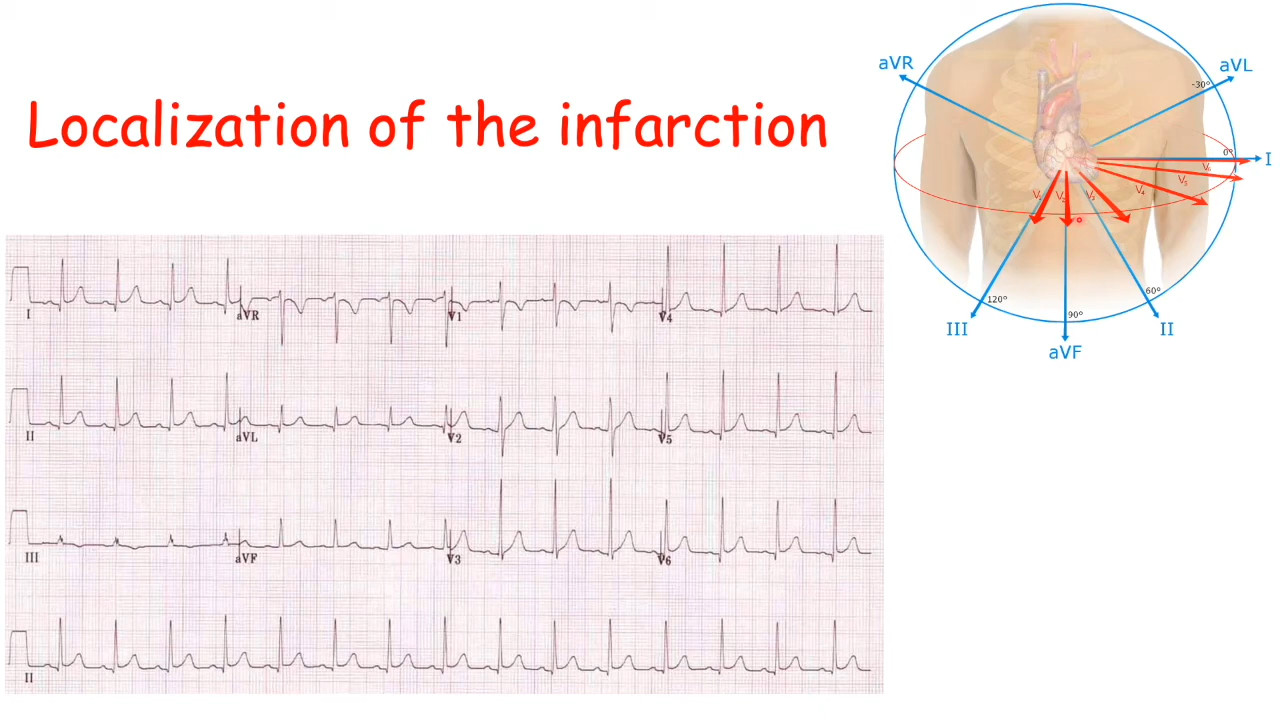 Localization of the infarction
aVR
aVL
-30°
0°
I
V₆
V₅
V₄
V₁
V₂
V₃
120°
90°
60°
III
II
aVF
I
aVR
V1
V4
II
aVL
V2
V5
III
aVF
V3
V6
II